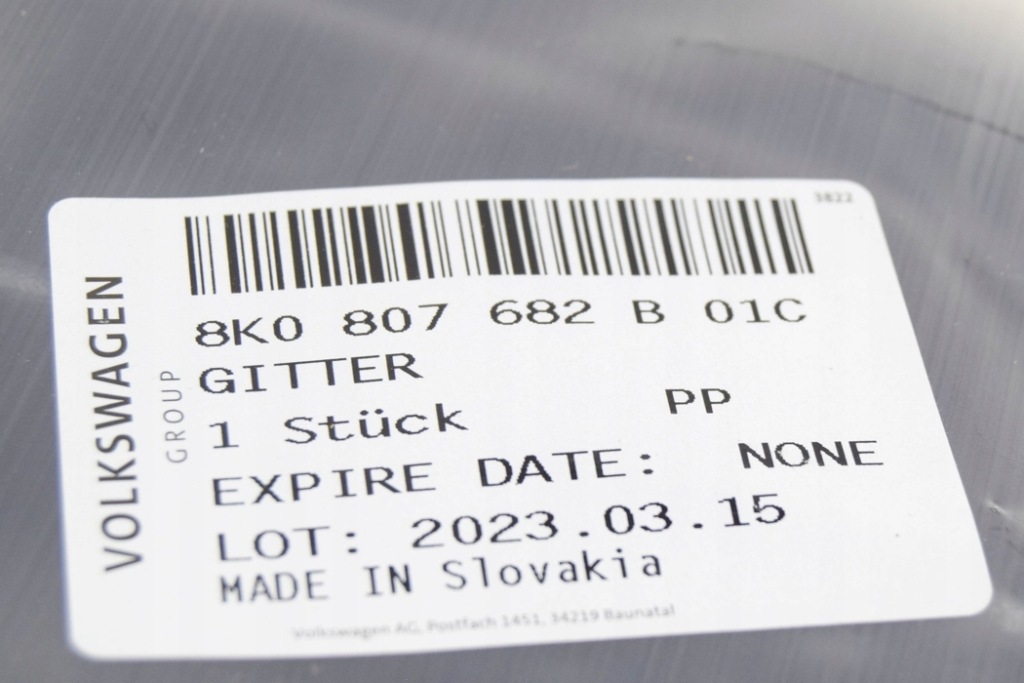 3822
VOLKSWAGEN
GROUP
8K0 807 682 B 01C
GITTER
1 Stück PP
EXPIRE DATE: NONE
LOT: 2023.03.15
MADE IN Slovakia
Volkswagen AG, Postfach 1451, 34219 Baunatal